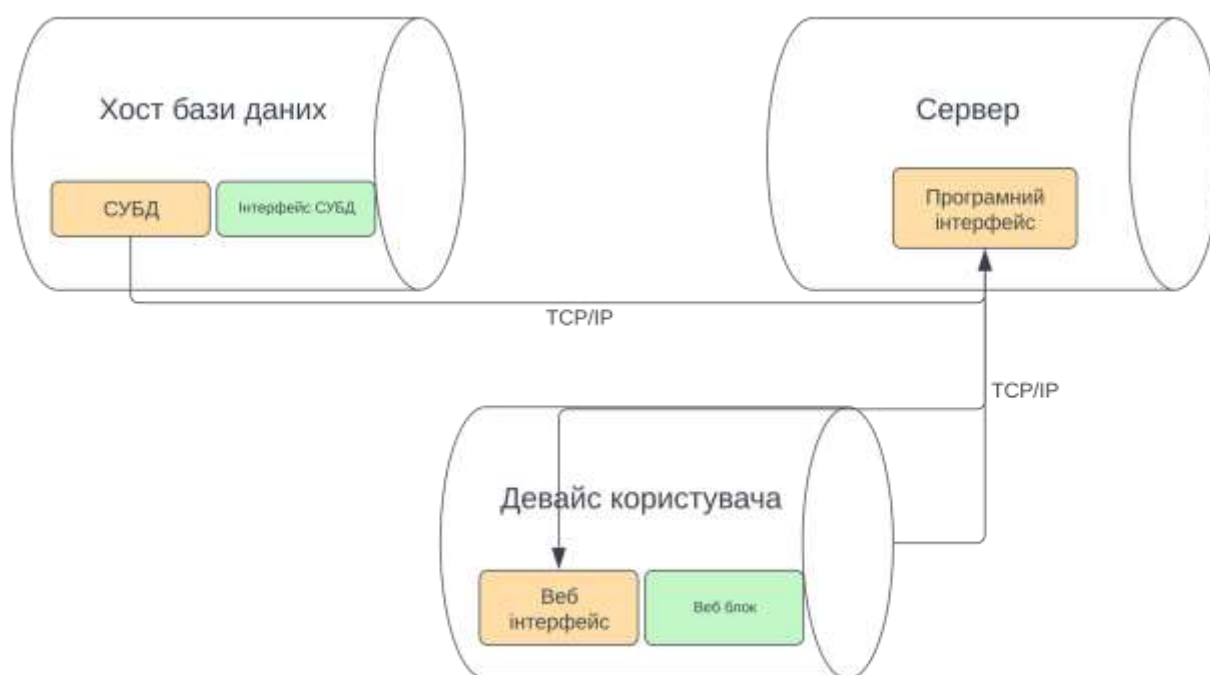 Хост бази даних
Сервер
СУБД
Інтерфейс СУБД
Програмний
інтерфейс
TCP/IP
TCP/IP
Девайс користувача
Веб
інтерфейс
Веб блок